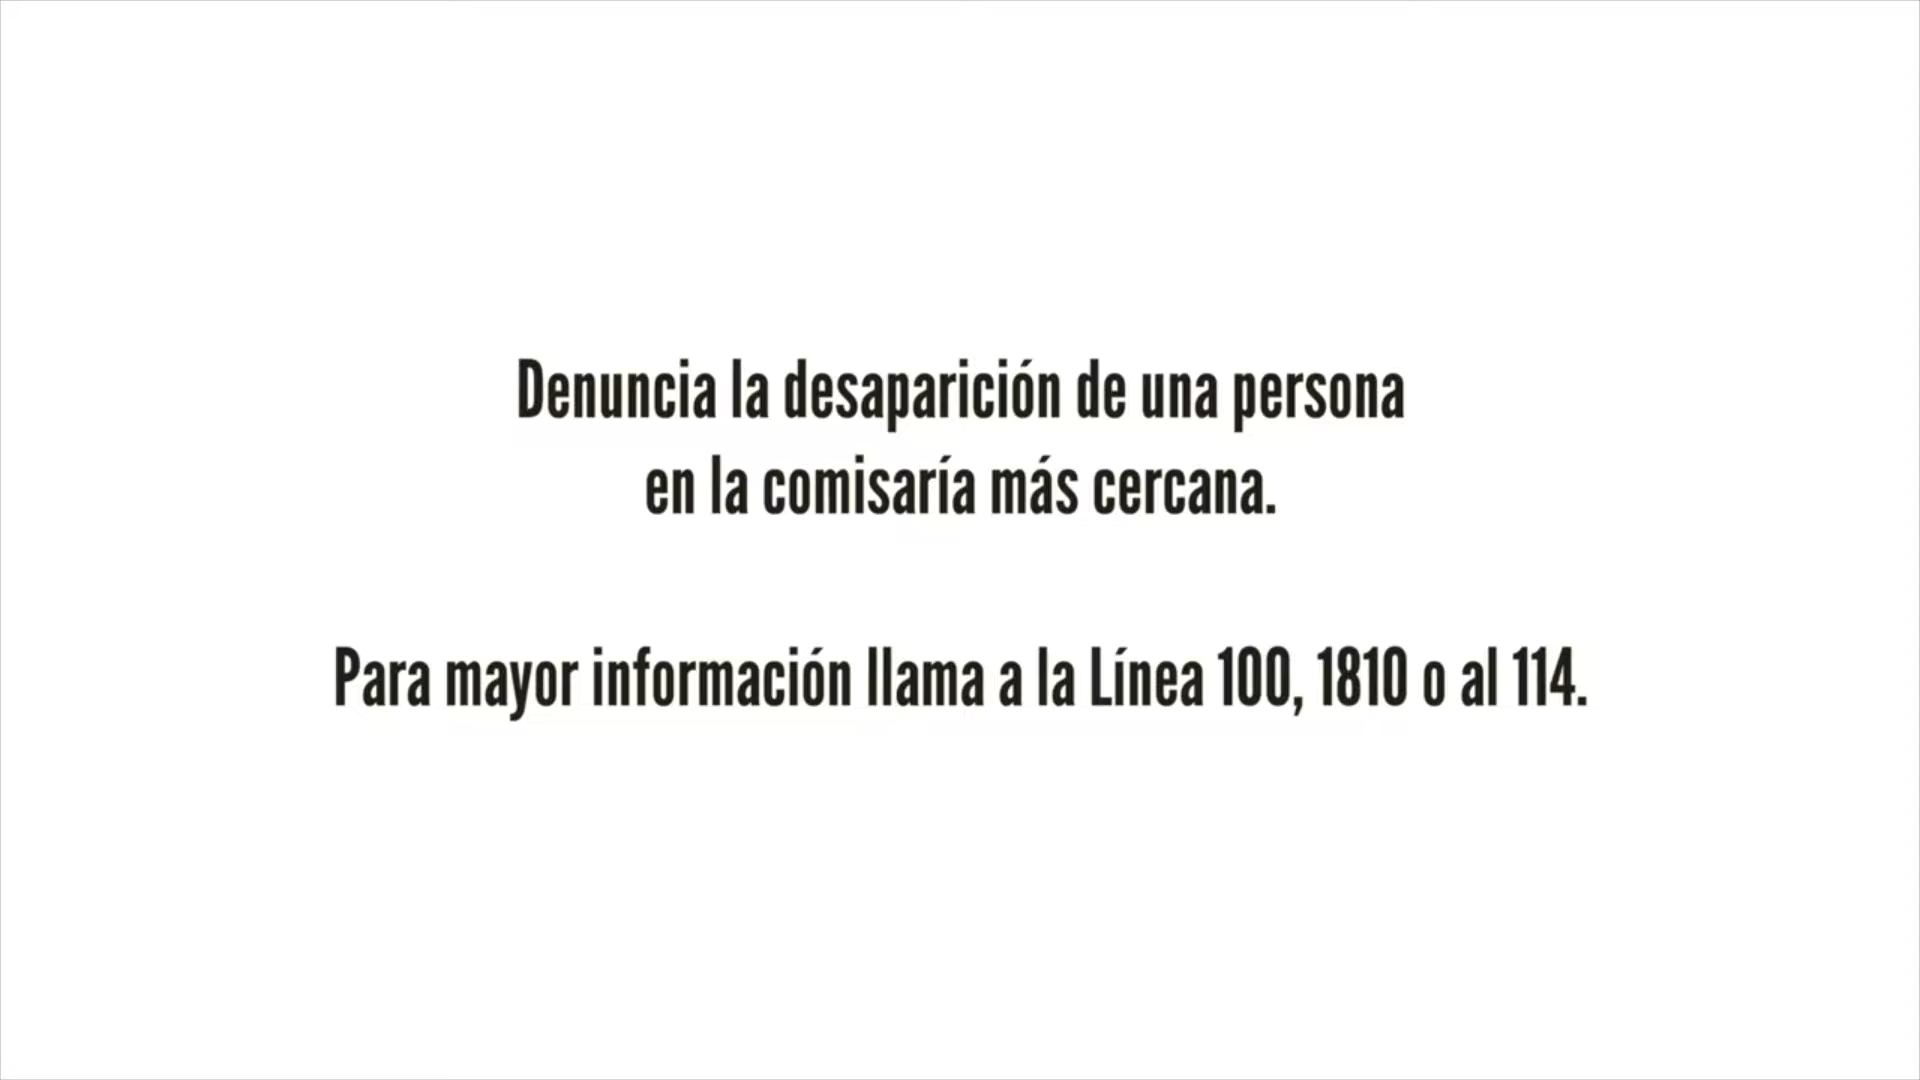 Denuncia la desaparición de una persona
en la comisaría más cercana.
Para mayor información llama a la Línea 100, 1810 o al 114.